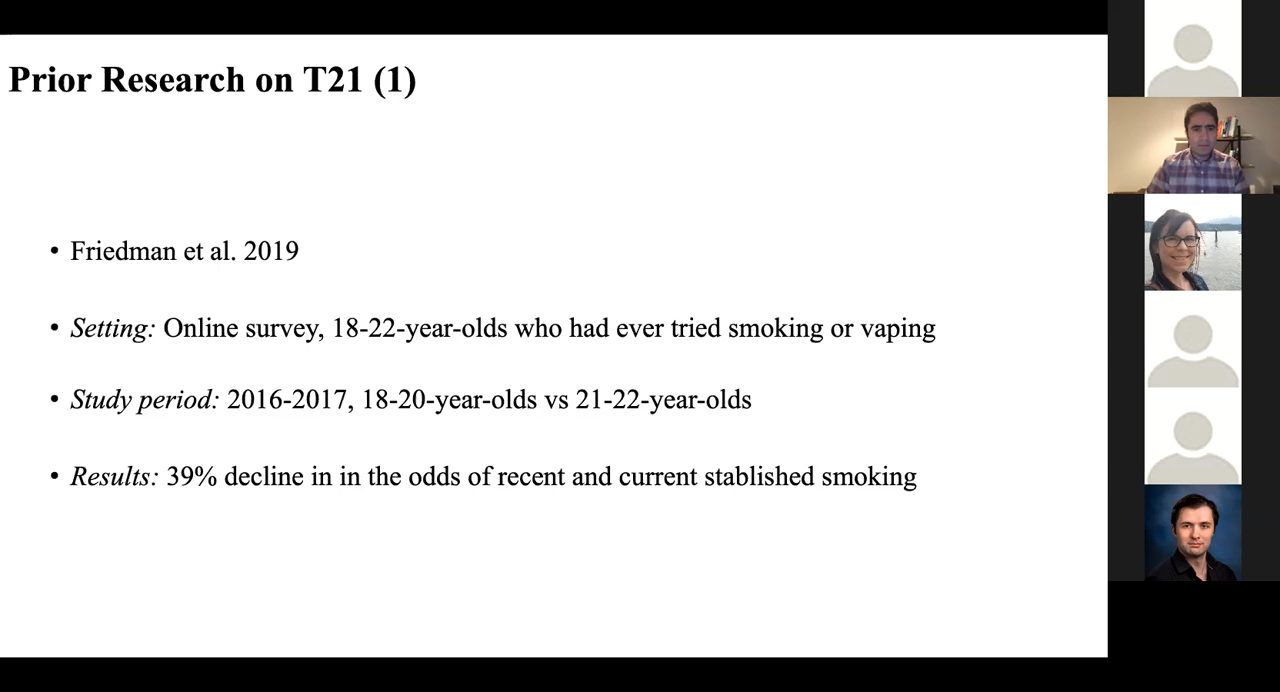 Prior Research on T21 (1)
• Friedman et al. 2019
• Setting: Online survey, 18-22-year-olds who had ever tried smoking or vaping
• Study period: 2016-2017, 18-20-year-olds vs 21-22-year-olds
• Results: 39% decline in in the odds of recent and current stablished smoking